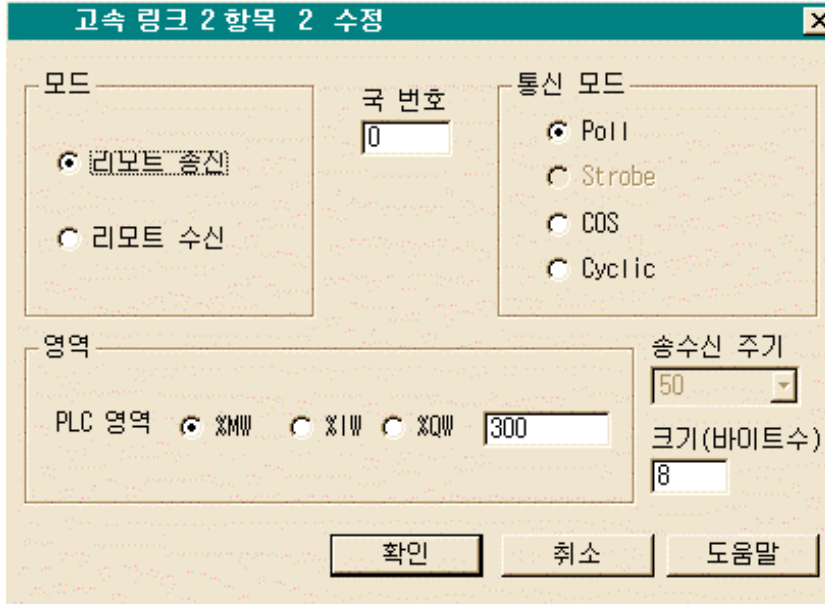 고속 링크 2 항목 2 수정
모드
리모트 송신
리모트 수신
국 번호
0
통신 모드
Poll
Strobe
COS
Cyclic
영역
PLC 영역 %MW %IW %QW 300
송수신 주기
50
크기(바이트수)
8
확인 취소 도움말